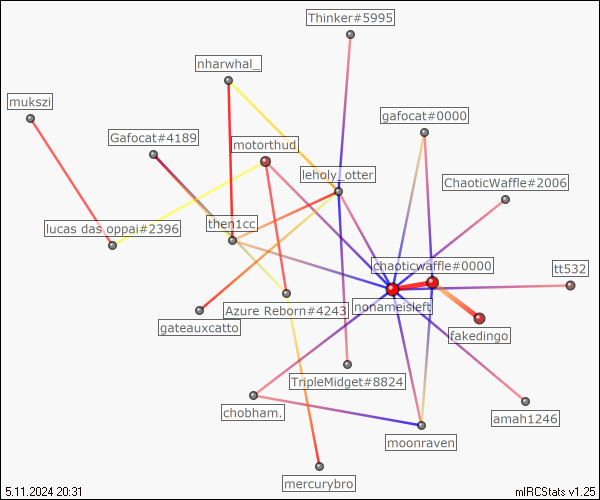 Thinker#5995
nharwhal_
mukszi
gafocat#0000
Gafocat#4189
motorthud
leholy_otter
ChaoticWaffle#2006
lucas das oppai#2396
then1cc
chaoticwaffle#0000
tt532
nonameisleft
Azure Reborn#4243
gateauxcatto
fakedingo
TripleMidget#8824
chobham.
amah1246
moonraven
mercurybro
5.11.2024 20:31
mIRCStats v1.25